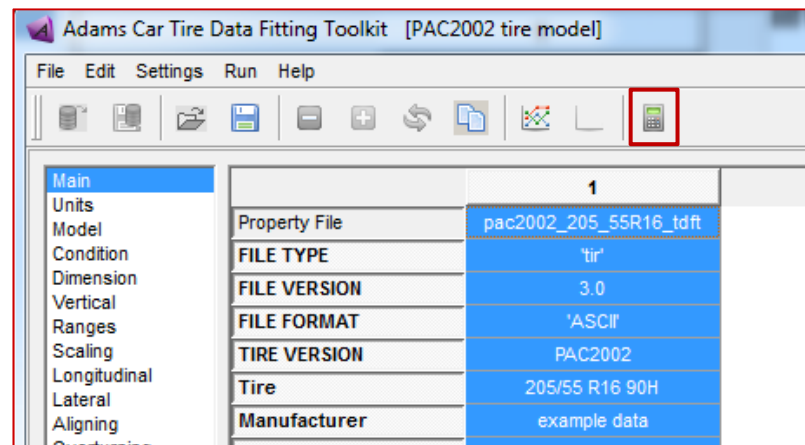 Adams Car Tire Data Fitting Toolkit [PAC2002 tire model]
File Edit Settings Run Help
Main
Units
Model
Condition
Dimension
Vertical
Ranges
Scaling
Longitudinal
Lateral
Aligning
Overturning
1
Property File pac2002_205_55R16_tdft
FILE TYPE 'tir'
FILE VERSION 3.0
FILE FORMAT 'ASCII'
TIRE VERSION PAC2002
Tire 205/55 R16 90H
Manufacturer example data